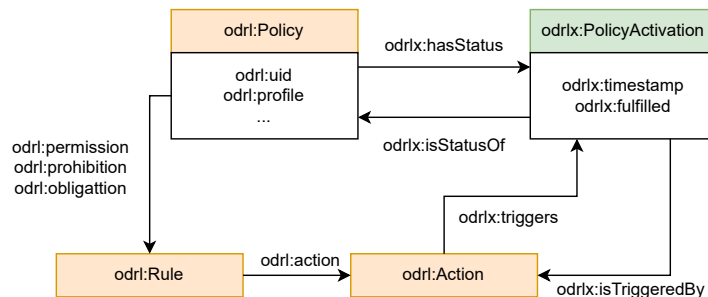 odrl:Policy
odrlx:PolicyActivation
odrlx:hasStatus
odrl:uid
odrl:profile
...
odrlx:timestamp
odrlx:fulfilled
odrlx:isStatusOf
odrl:permission
odrl:prohibition
odrl:obligattion
odrlx:triggers
odrl:Rule
odrl:action
odrl:Action
odrlx:isTriggeredBy